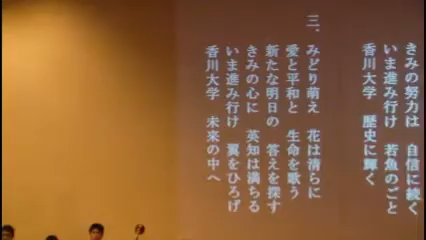 きみの努力は 自信に続く
いま進み行け 若魚のごと
香川大学 歴史に輝く
三、みどり萌え 花は清らに
愛と平和と 生命を歌う
新たな明日の 答えを探す
きみの心に 英知は満ちる
いま進み行け 翼をひろげ
香川大学 未来の中へ